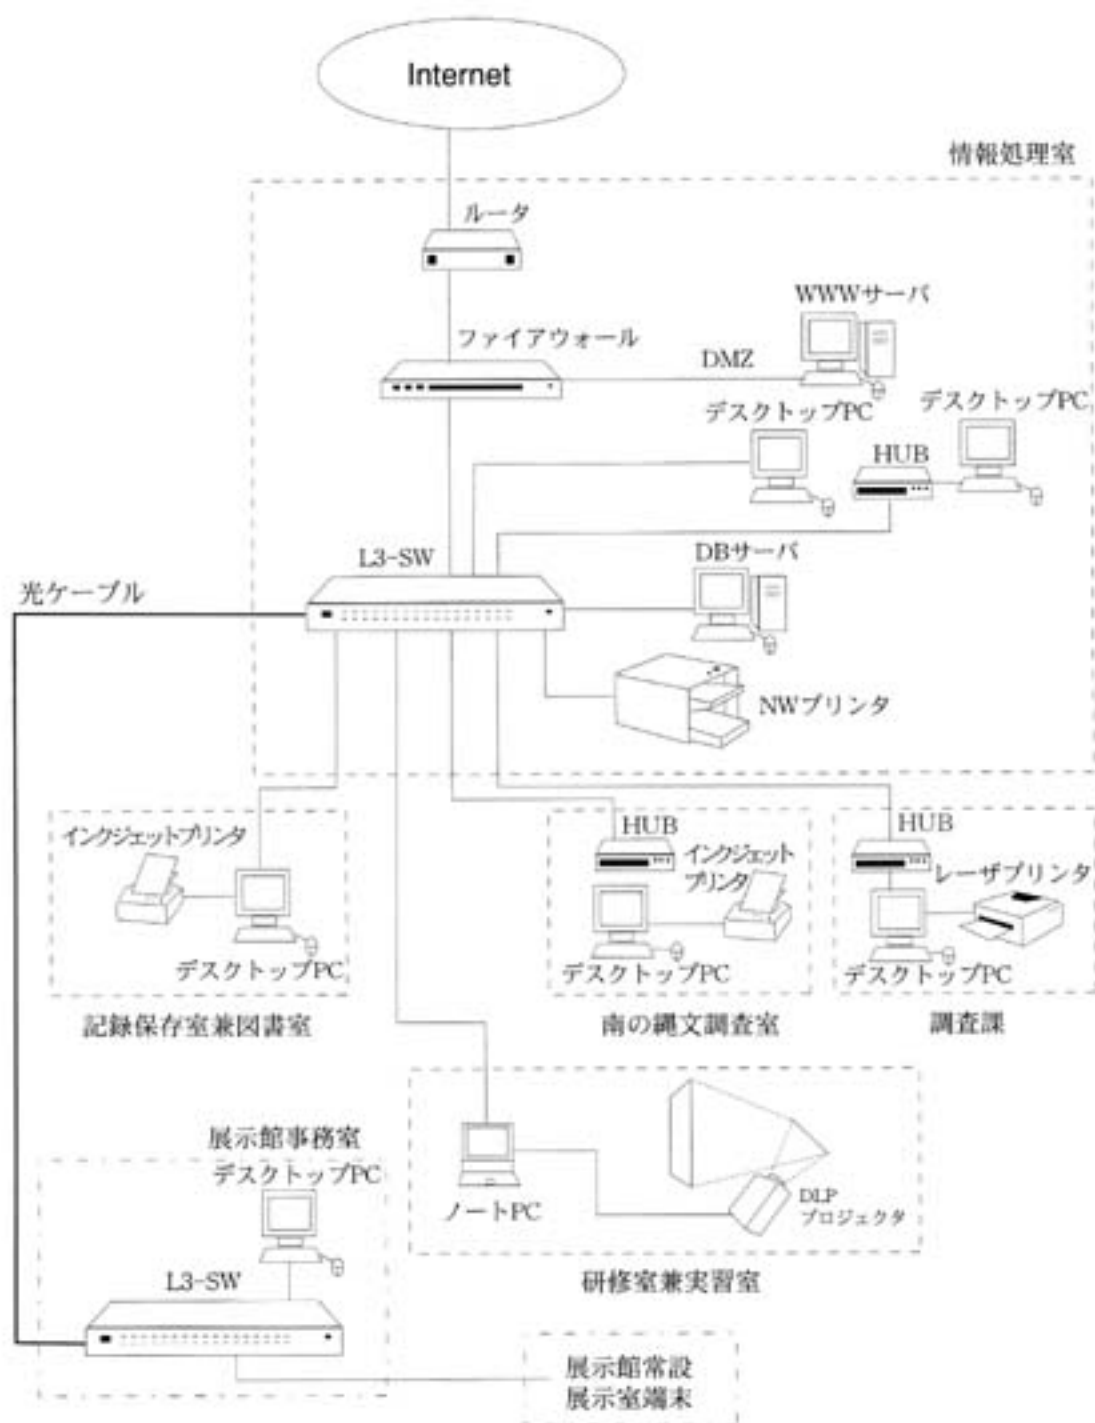 Internet
情報処理室
ルータ
WWWサーバ
ファイアウォール
DMZ
デスクトップPC
デスクトップPC
HUB
L3-SW
DBサーバ
光ケーブル
NWプリンタ
インクジェットプリンタ
デスクトップPC
記録保存室兼図書室
HUB
インクジェット
プリンタ
デスクトップPC
南の縄文調査室
HUB
レーザプリンタ
デスクトップPC
調査課
展示館事務室
デスクトップPC
L3-SW
ノートPC
DLP
プロジェクタ
研修室兼実習室
展示館常設
展示室端末